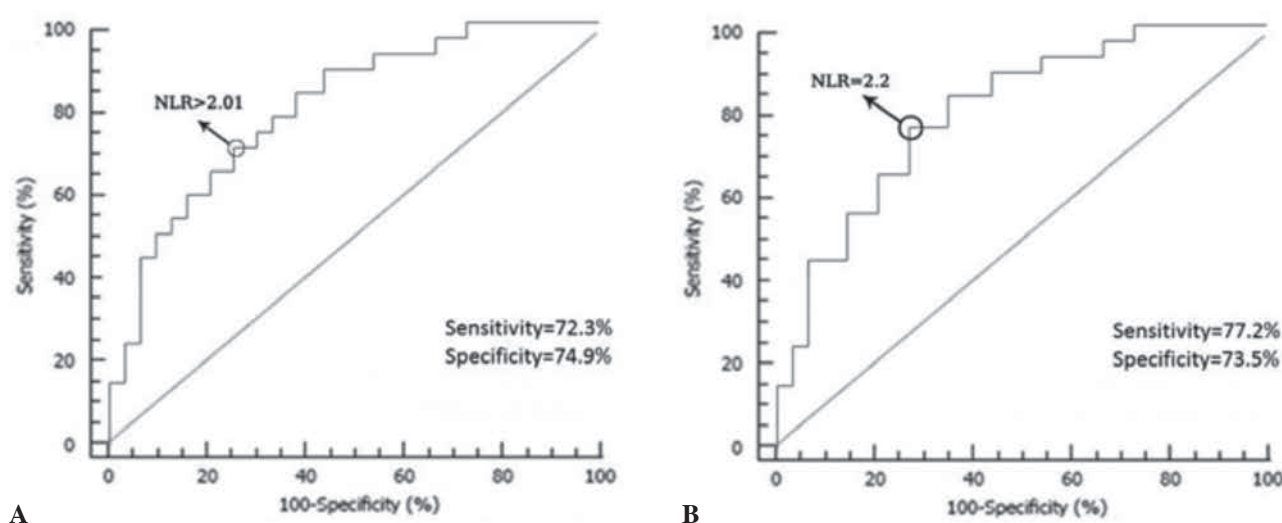 100
80
60
40
20
0
Sensitivity (%)
NLR>2.01
Sensitivity=72.3%
Specificity=74.9%
0 20 40 60 80 100
100-Specificity (%)
A
100
80
60
40
20
0
Sensitivity (%)
NLR=2.2
Sensitivity=77.2%
Specificity=73.5%
0 20 40 60 80 100
100-Specificity (%)
B